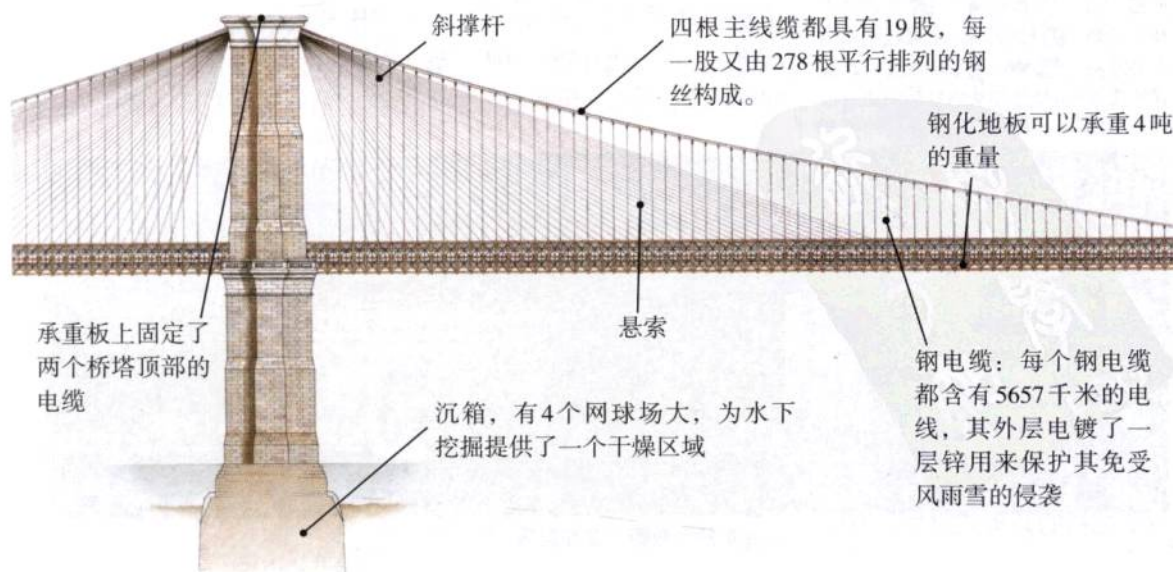 斜撑杆
四根主线缆都具有19股，每
一股又由278根平行排列的钢
丝构成。
钢化地板可以承重4吨
的重量
承重板上固定了
两个桥塔顶部的
电缆
悬索
沉箱，有4个网球场大，为水下
挖掘提供了一个干燥区域
钢电缆：每个钢电缆
都含有5657千米的电
线，其外层电镀了一
层锌用来保护其免受
风雨雪的侵袭